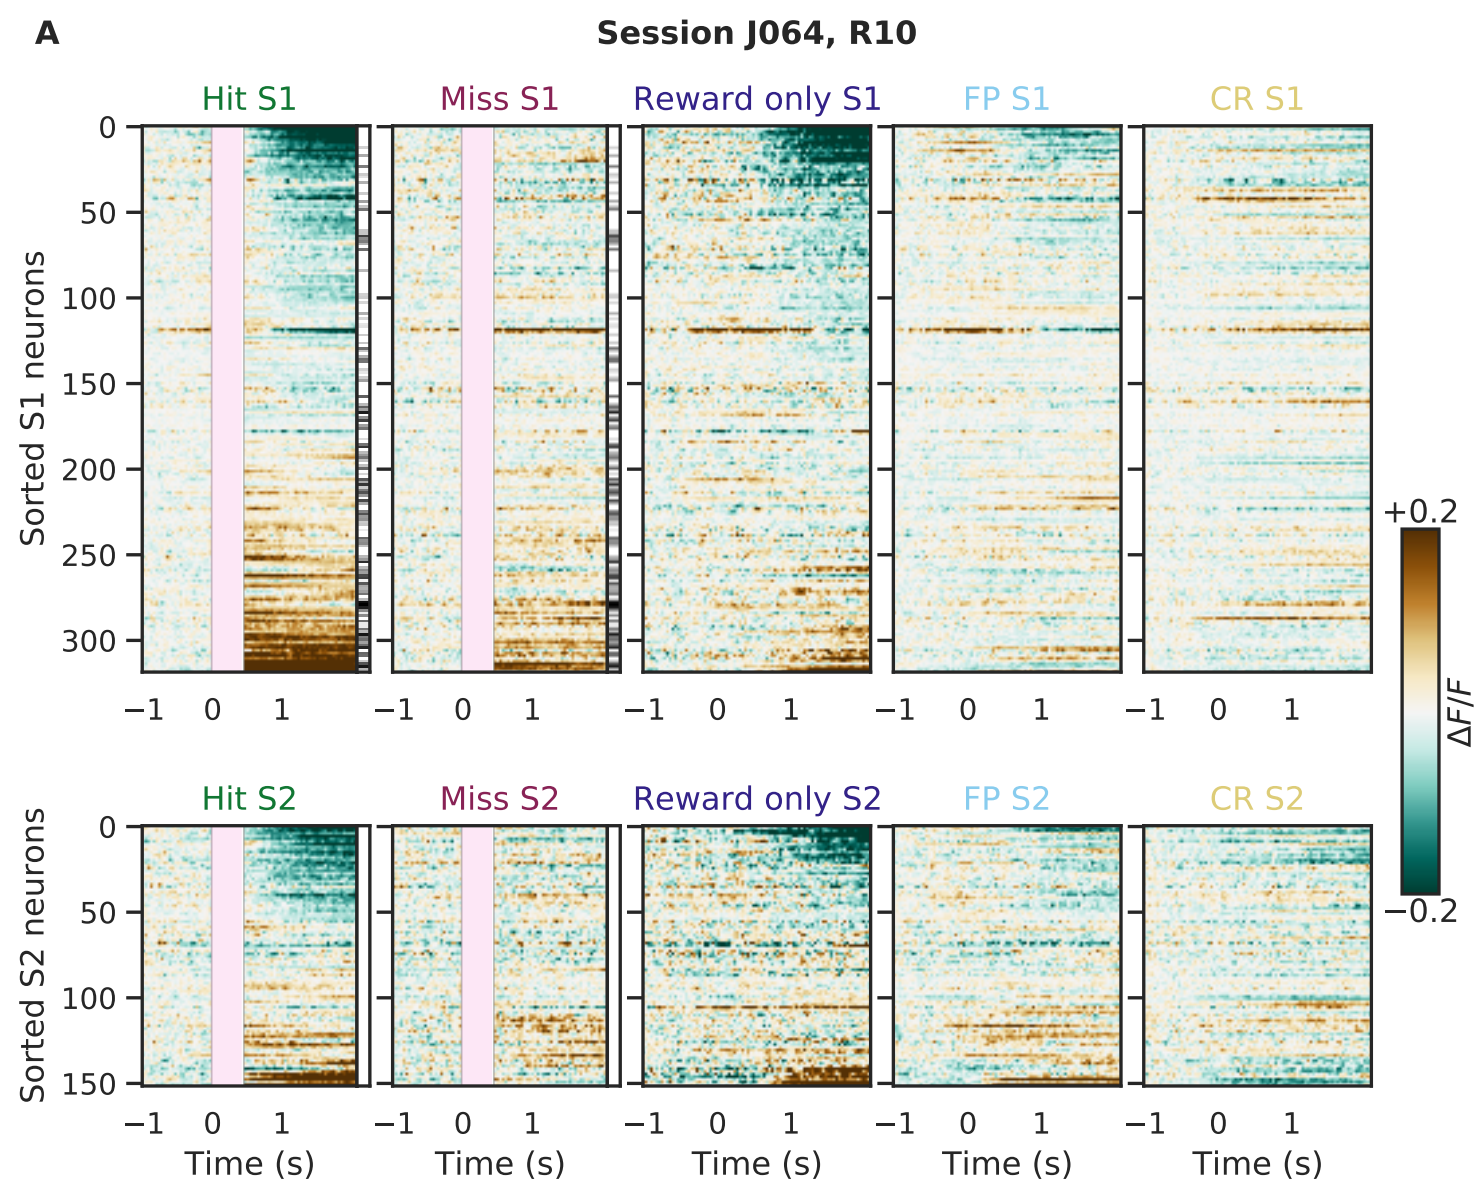 A
Session J064, R10
Hit S1 Miss S1 Reward only S1 FP S1 CR S1
Sorted S1 neurons
0
50
100
150
200
250
300
−1 0 1 −1 0 1 −1 0 1 −1 0 1 −1 0 1
+0.2
ΔF/F
−0.2
Hit S2 Miss S2 Reward only S2 FP S2 CR S2
Sorted S2 neurons
0
50
100
150
−1 0 1 −1 0 1 −1 0 1 −1 0 1 −1 0 1
Time (s) Time (s) Time (s) Time (s) Time (s)